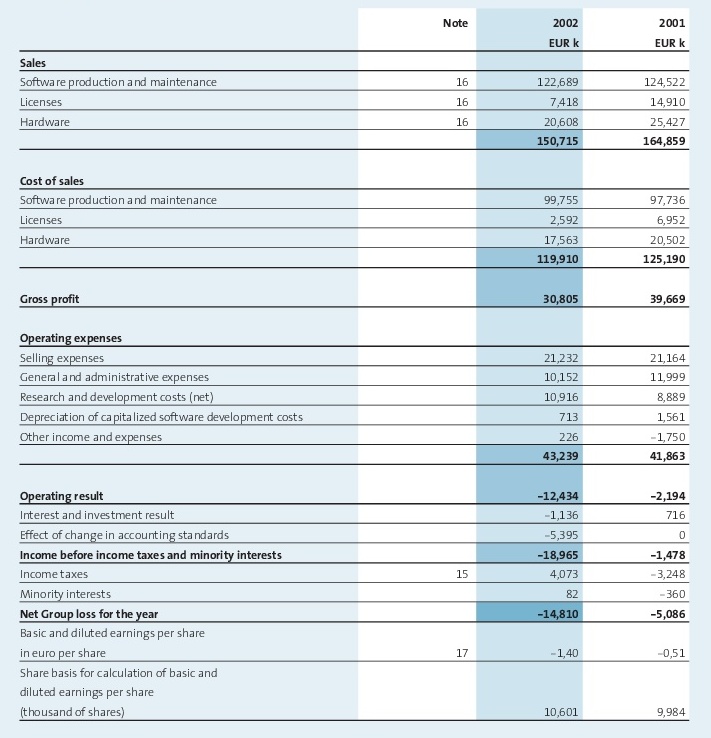 Note 2002 2001
EUR k EUR k
Sales
Software production and maintenance 16 122,689 124,522
Licenses 16 7,418 14,910
Hardware 16 20,608 25,427
150,715 164,859
Cost of sales
Software production and maintenance 99,755 97,736
Licenses 2,592 6,952
Hardware 17,563 20,502
119,910 125,190
Gross profit 30,805 39,669
Operating expenses
Selling expenses 21,232 21,164
General and administrative expenses 10,152 11,999
Research and development costs (net) 10,916 8,889
Depreciation of capitalized software development costs 713 1,561
Other income and expenses 226 –1,750
43,239 41,863
Operating result –12,434 –2,194
Interest and investment result –1,136 716
Effect of change in accounting standards –5,395 0
Income before income taxes and minority interests –18,965 –1,478
Income taxes 15 4,073 –3,248
Minority interests 82 –360
Net Group loss for the year –14,810 –5,086
Basic and diluted earnings per share
in euro per share 17 –1,40 –0,51
Share basis for calculation of basic and
diluted earnings per share
(thousand of shares) 10,601 9,984